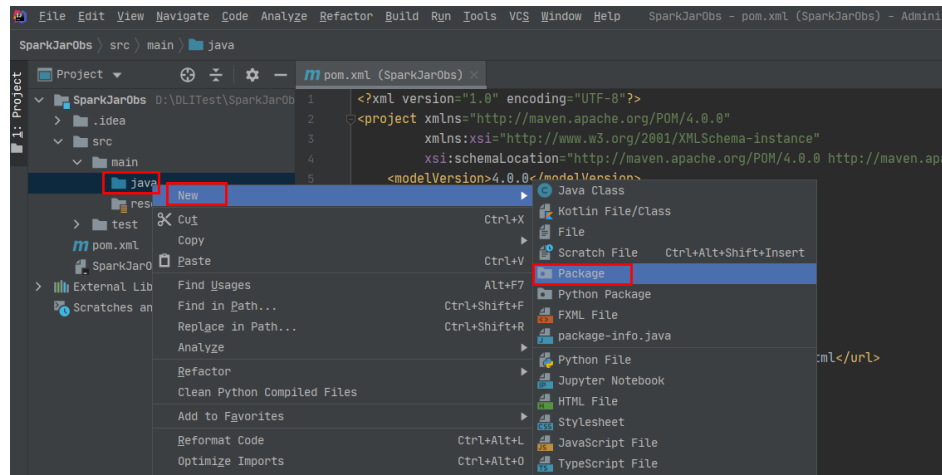 File Edit View Navigate Code Analyze Refactor Build Run Tools VCS Window Help SparkJarObs - pom.xml (SparkJarObs) - Admini
SparkJarObs src main java
1: Project
Project
pom.xml (SparkJarObs)
SparkJarObs D:\DLITest\SparkJarOb
.idea
src
main
java
res
test
pom.xml
SparkJarO
External Lib
Scratches an
1 <?xml version="1.0" encoding="UTF-8"?>
2 <project xmlns="http://maven.apache.org/POM/4.0.0"
3 xmlns:xsi="http://www.w3.org/2001/XMLSchema-instance"
4 xsi:schemaLocation="http://maven.apache.org/POM/4.0.0 http://maven.apa
5 <modelVersion>4.0.0</modelVersion>
ml</url>
New
Cut Ctrl+X
Copy
Paste Ctrl+V
Find Usages Alt+F7
Find in Path... Ctrl+Shift+F
Replace in Path... Ctrl+Shift+R
Analyze
Refactor
Clean Python Compiled Files
Add to Favorites
Reformat Code Ctrl+Alt+L
Optimize Imports Ctrl+Alt+O
Java Class
Kotlin File/Class
File
Scratch File Ctrl+Alt+Shift+Insert
Package
Python Package
FXML File
package-info.java
Python File
Jupyter Notebook
HTML File
Stylesheet
JavaScript File
TypeScript File